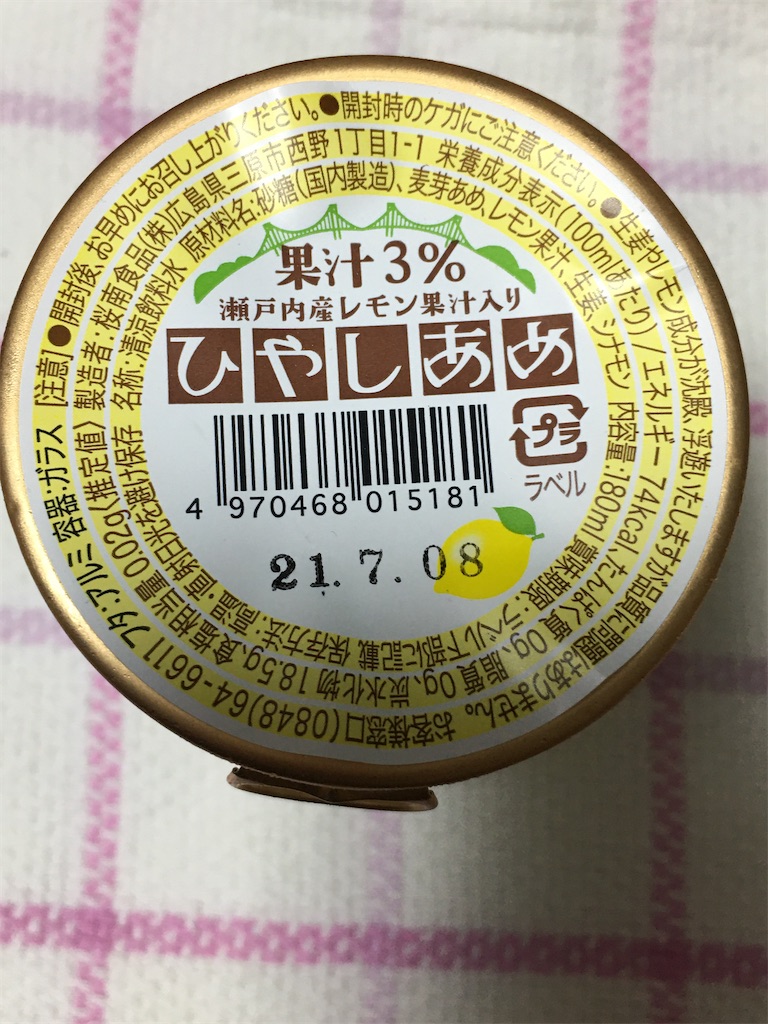 果汁3%
瀬戸内産レモン果汁入り
ひやしあめ
プラ
ラベル
4 970468 015181
21.7.08
フタ:アルミ 容器:ガラス [注意]●開封後、お早めにお召し上がりください。●開封時のケガにご注意ください。●生姜やレモン成分が沈殿、浮遊いたしますが品質に問題はありません。お客様窓口(0848)64-6611
製造者:桜南食品(株)広島県三原市西野1丁目1-1 栄養成分表示(100mlあたり)/エネルギー74kcal、たんぱく質0g、脂質0g、炭水化物18.5g、食塩相当量0.02g〈推定値〉
名称:清涼飲料水 原材料名:砂糖(国内製造)、麦芽あめ、レモン果汁、生姜、シナモン 内容量:180ml 賞味期限:ラベル下部に記載 保存方法:高温・直射日光を避け保存